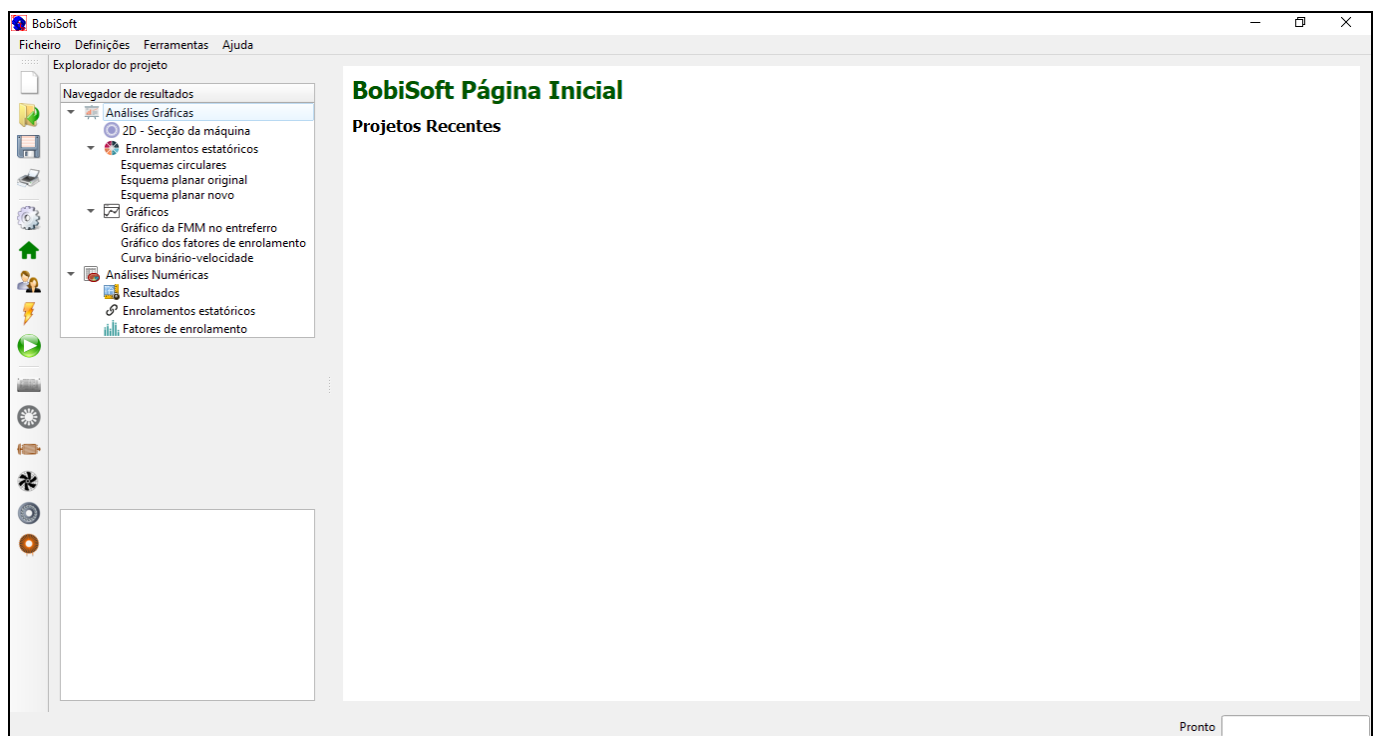 BobiSoft
Ficheiro Definições Ferramentas Ajuda
Explorador do projeto
Navegador de resultados
Análises Gráficas
2D - Secção da máquina
Enrolamentos estatóricos
Esquemas circulares
Esquema planar original
Esquema planar novo
Gráficos
Gráfico da FMM no entreferro
Gráfico dos fatores de enrolamento
Curva binário-velocidade
Análises Numéricas
Resultados
Enrolamentos estatóricos
Fatores de enrolamento
BobiSoft Página Inicial
Projetos Recentes
Pronto